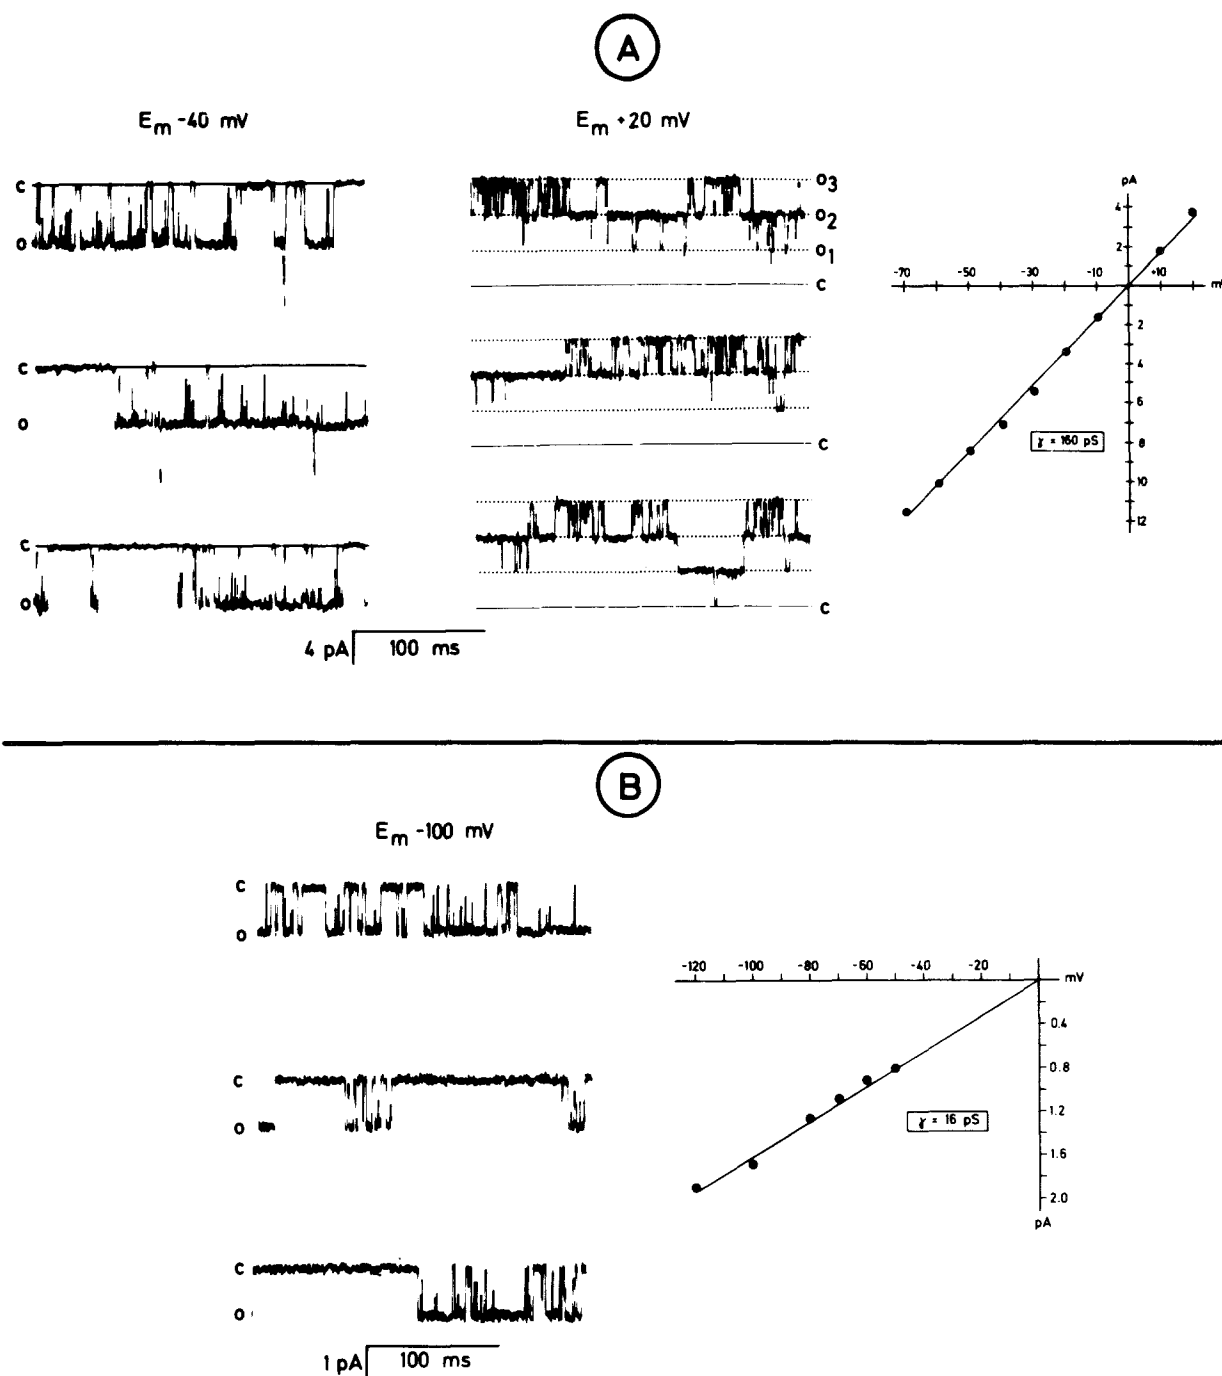 A
Em -40 mV
Em +20 mV
c
o
c
o
c
o
o3
o2
o1
c
c
c
4 pA
100 ms
pA
4
2
-70 -50 -30 -10 +10 mV
2
4
6
8
10
12
γ = 160 pS
B
Em -100 mV
c
o
c
o
c
o
1 pA
100 ms
-120 -100 -80 -60 -40 -20 mV
0.4
0.8
1.2
1.6
2.0
pA
γ = 16 pS